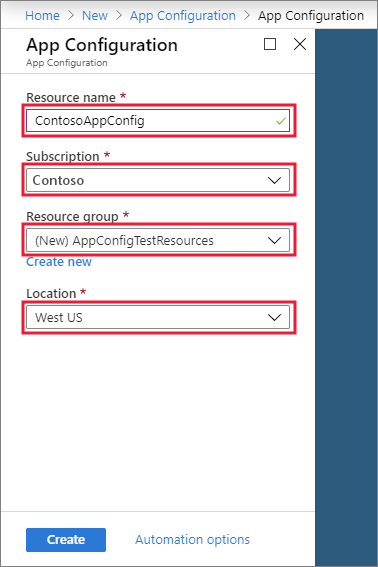 Home > New > App Configuration > App Configuration
App Configuration
App Configuration
Resource name *
ContosoAppConfig
Subscription *
Contoso
Resource group *
(New) AppConfigTestResources
Create new
Location *
West US
Create
Automation options